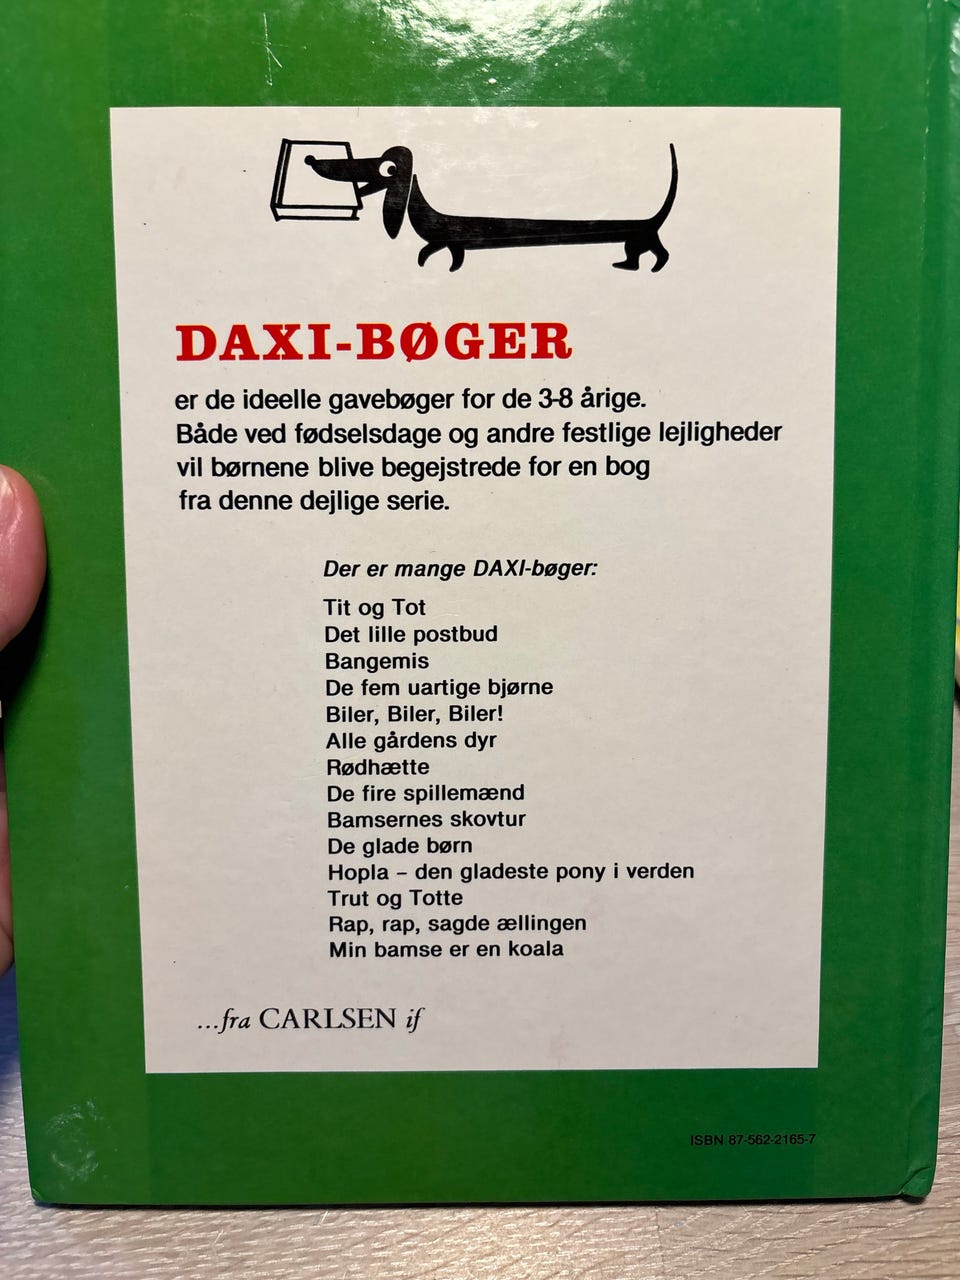 DAXI-BØGER
er de ideelle gavebøger for de 3-8 årige.
Både ved fødselsdage og andre festlige lejligheder
vil børnene blive begejstrede for en bog
fra denne dejlige serie.
Der er mange DAXI-bøger:
Tit og Tot
Det lille postbud
Bangemis
De fem uartige bjørne
Biler, Biler, Biler!
Alle gårdens dyr
Rødhætte
De fire spillemænd
Bamsernes skovtur
De glade børn
Hopla – den gladeste pony i verden
Trut og Totte
Rap, rap, sagde ællingen
Min bamse er en koala
...fra CARLSEN if
ISBN 87-562-2165-7